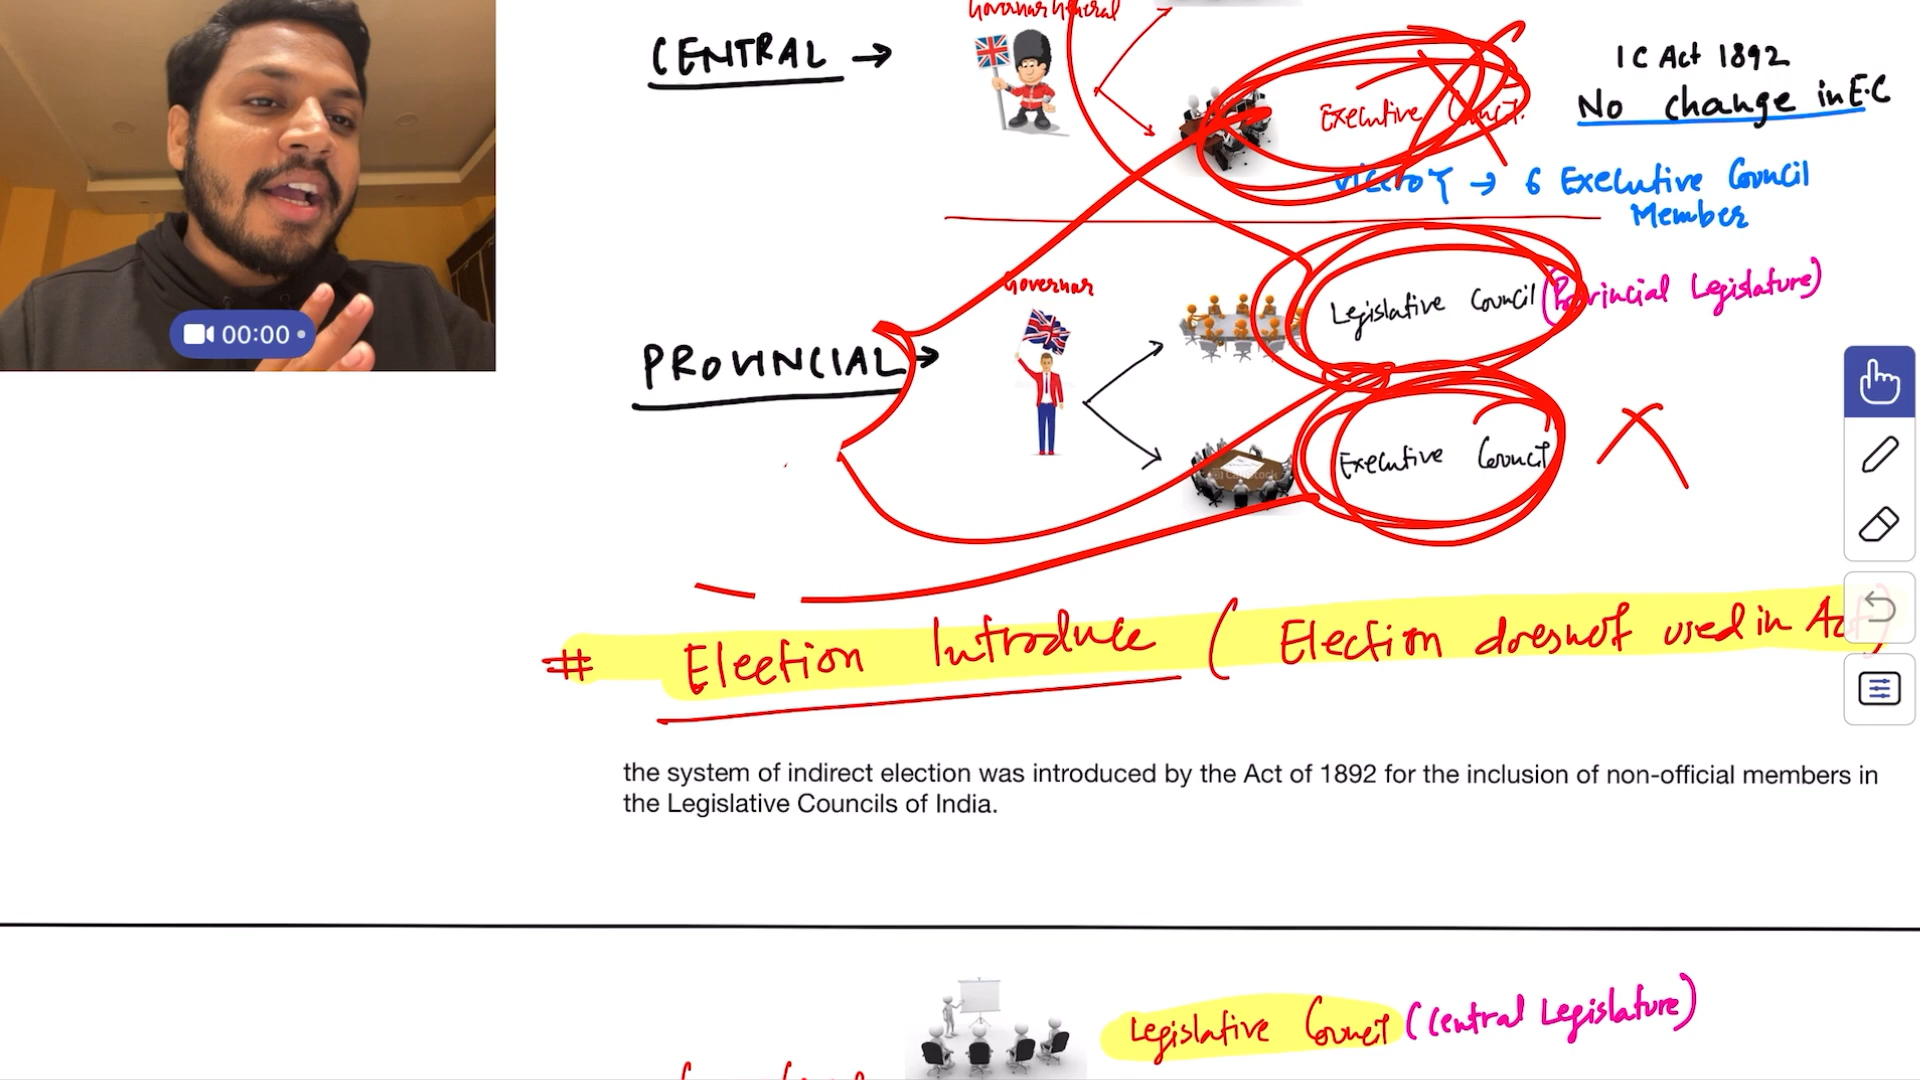 Governor General
CENTRAL →
Executive Council.
IC Act 1892
No change in E.C
VICEROY → 6 Executive Council
Member
Governor
Legislative Council (Provincial Legislature)
00:00
PROVINCIAL →
Executive Council
# Election Introduce ( Election doesnot used in Act)
the system of indirect election was introduced by the Act of 1892 for the inclusion of non-official members in
the Legislative Councils of India.
Legislative Council (Central Legislature)